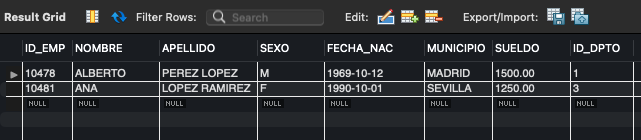 Result Grid Filter Rows: Search Edit: Export/Import:
ID_EMP NOMBRE APELLIDO SEXO FECHA_NAC MUNICIPIO SUELDO ID_DPTO
10478 ALBERTO PEREZ LOPEZ M 1969-10-12 MADRID 1500.00 1
10481 ANA LOPEZ RAMIREZ F 1990-10-01 SEVILLA 1250.00 3
NULL NULL NULL NULL NULL NULL NULL NULL